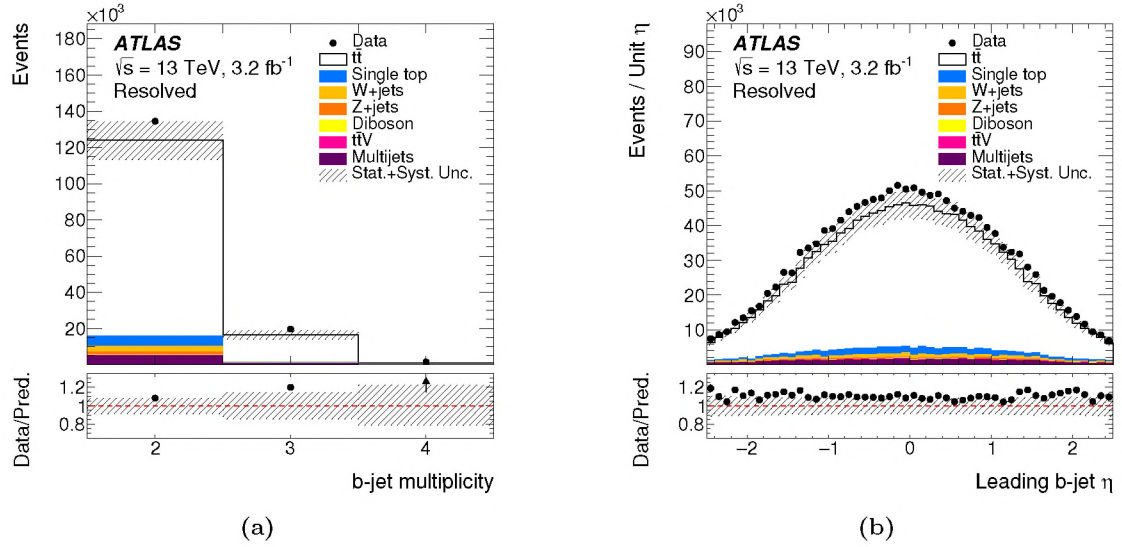 ×10³
Events
180
160
140
120
100
80
60
40
20
ATLAS
√s = 13 TeV, 3.2 fb⁻¹
Resolved
Data
tt̄
Single top
W+jets
Z+jets
Diboson
tt̄V
Multijets
Stat.+Syst. Unc.
Data/Pred.
1.2
1
0.8
2 3 4
b-jet multiplicity
(a)
×10³
Events / Unit η
90
80
70
60
50
40
30
20
10
ATLAS
√s = 13 TeV, 3.2 fb⁻¹
Resolved
Data
tt̄
Single top
W+jets
Z+jets
Diboson
tt̄V
Multijets
Stat.+Syst. Unc.
Data/Pred.
1.2
1
0.8
−2 −1 0 1 2
Leading b-jet η
(b)